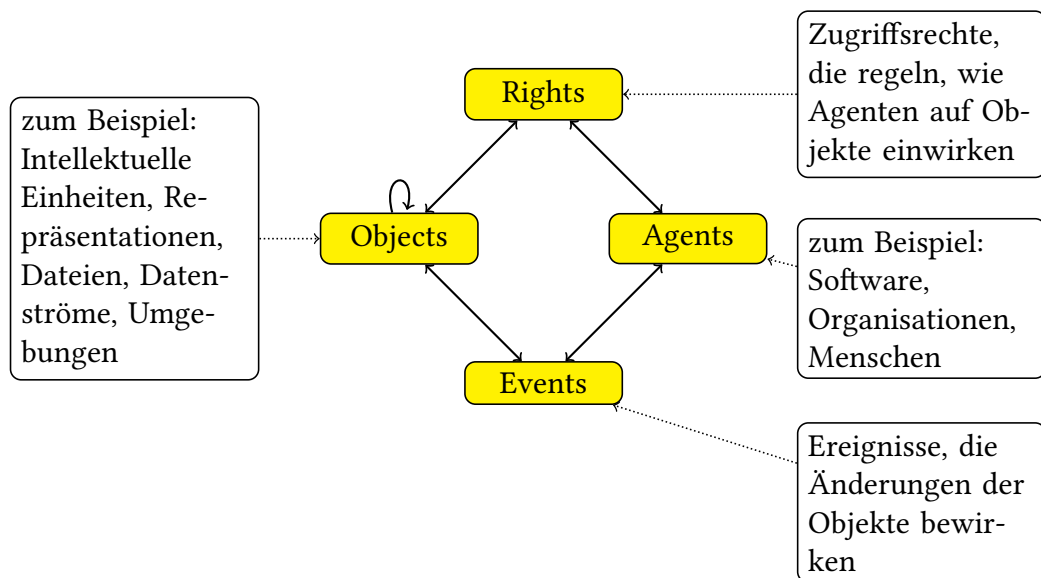 Zugriffsrechte,
die regeln, wie
Agenten auf Ob-
jekte einwirken
Rights
zum Beispiel:
Intellektuelle
Einheiten, Re-
präsentationen,
Dateien, Daten-
ströme, Umge-
bungen
Objects
Agents
zum Beispiel:
Software,
Organisationen,
Menschen
Events
Ereignisse, die
Änderungen der
Objekte bewir-
ken